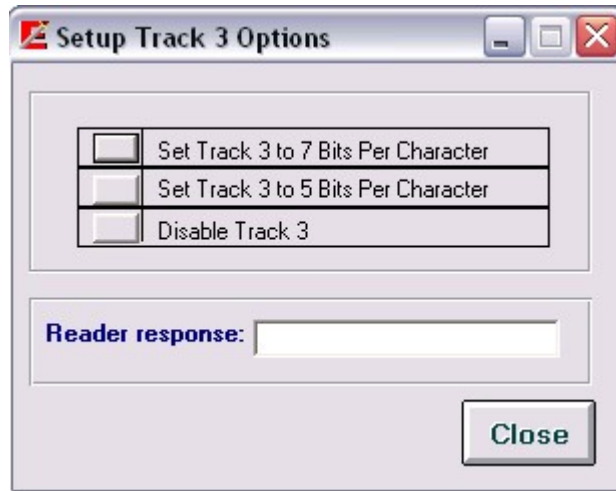 Setup Track 3 Options
Set Track 3 to 7 Bits Per Character
Set Track 3 to 5 Bits Per Character
Disable Track 3
Reader response:
Close